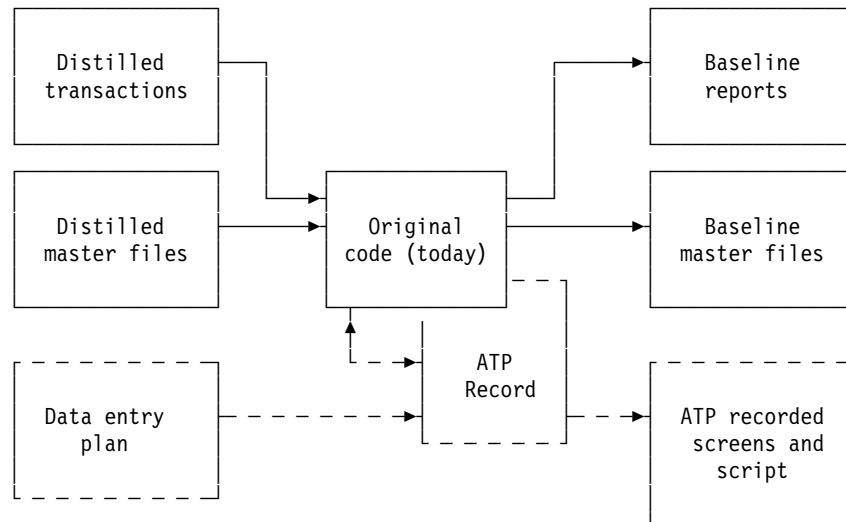 Distilled
transactions
Baseline
reports
Distilled
master files
Original
code (today)
Baseline
master files
ATP
Record
Data entry
plan
ATP recorded
screens and
script